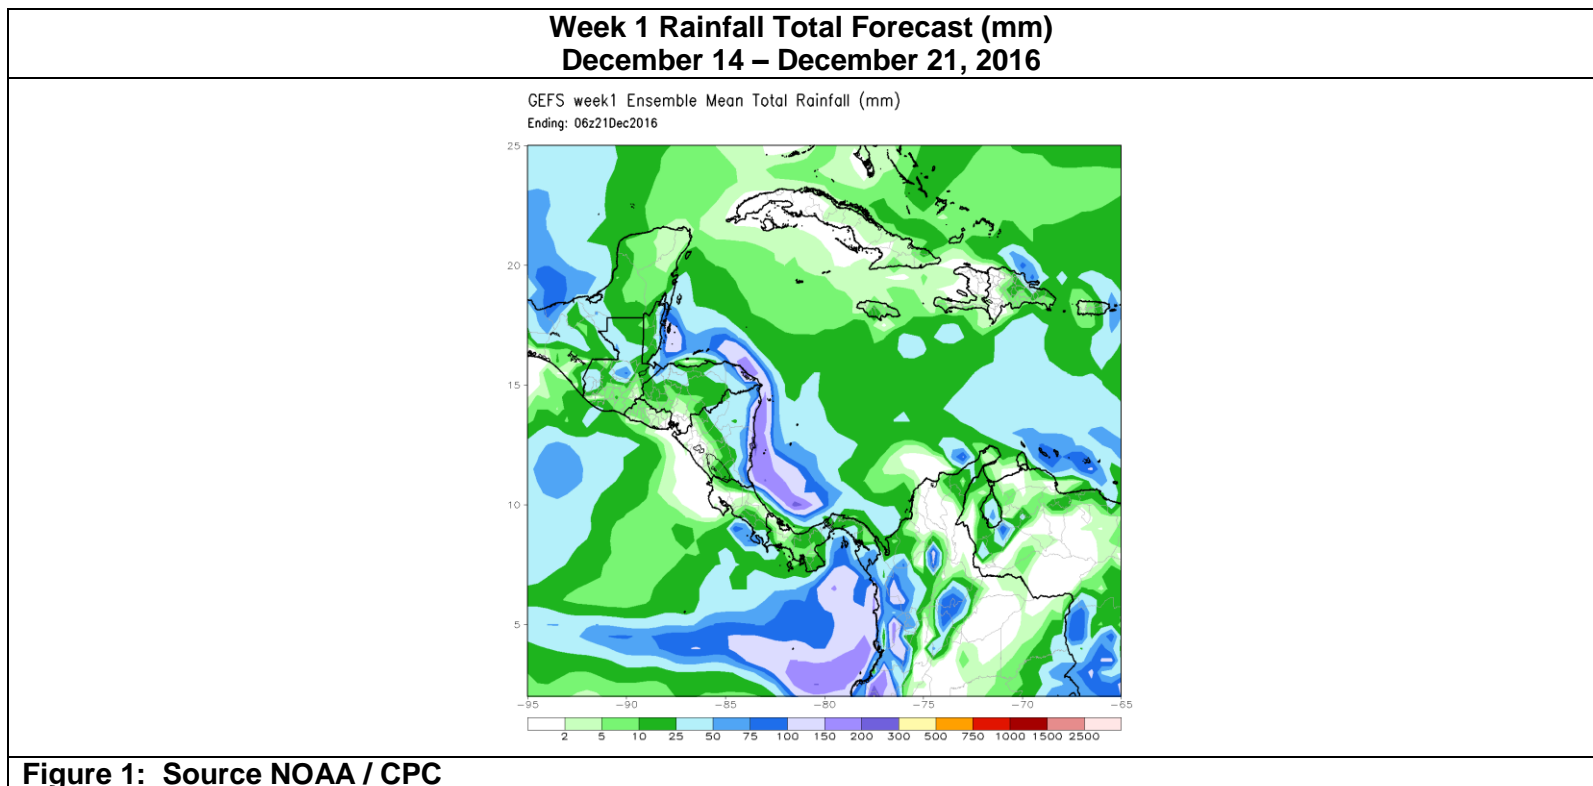 Week 1 Rainfall Total Forecast (mm)
December 14 – December 21, 2016
GEFS week1 Ensemble Mean Total Rainfall (mm)
Ending: 06z21Dec2016
25
20
15
10
5
-95 -90 -85 -80 -75 -70 -65
2 5 10 25 50 75 100 150 200 300 500 750 1000 1500 2500
Figure 1: Source NOAA / CPC